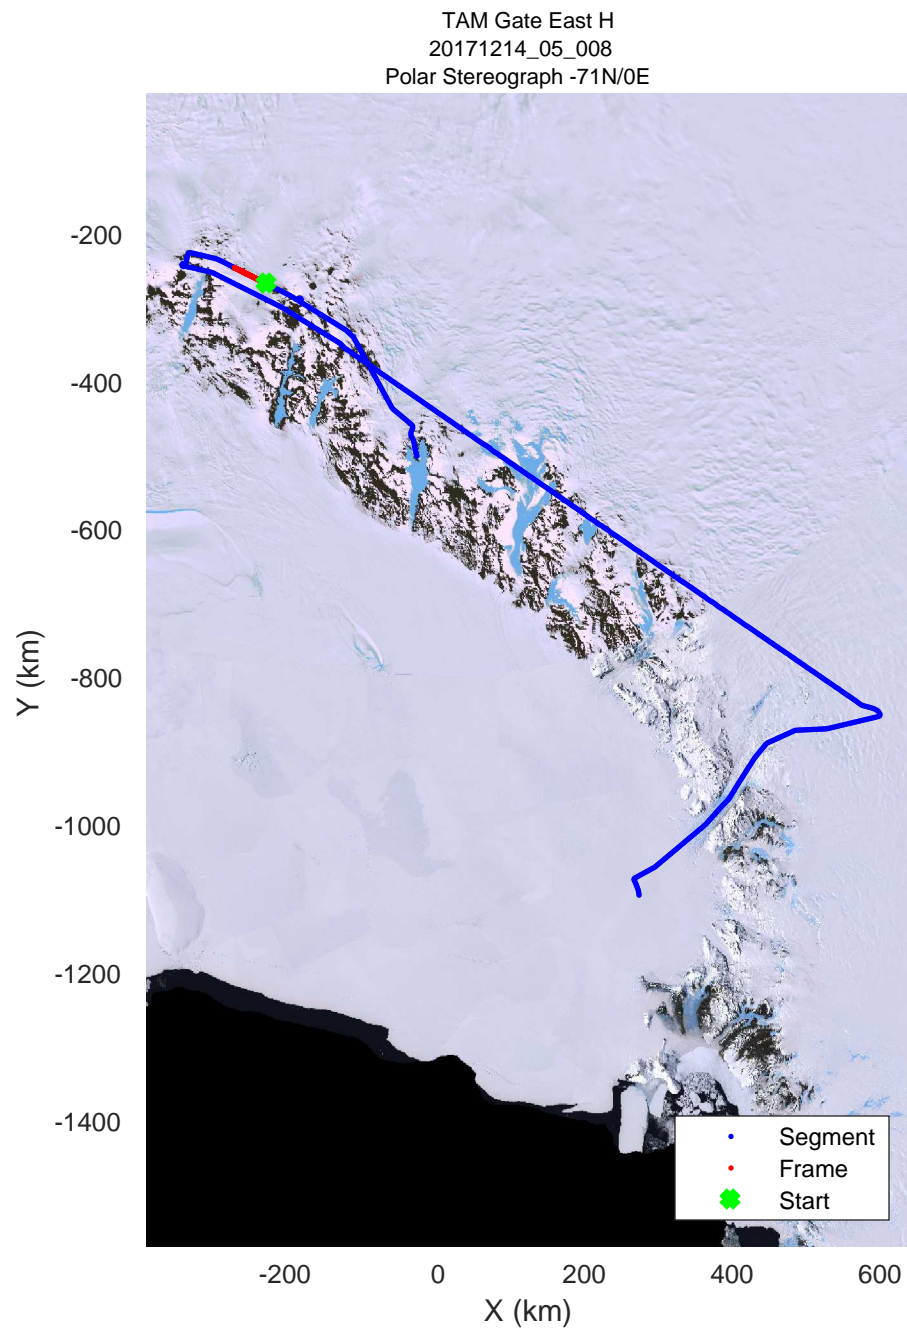 TAM Gate East H
20171214_05_008
Polar Stereograph -71N/0E
-200
-400
-600
-800
-1000
-1200
-1400
Y (km)
Segment
Frame
Start
-200 0 200 400 600
X (km)